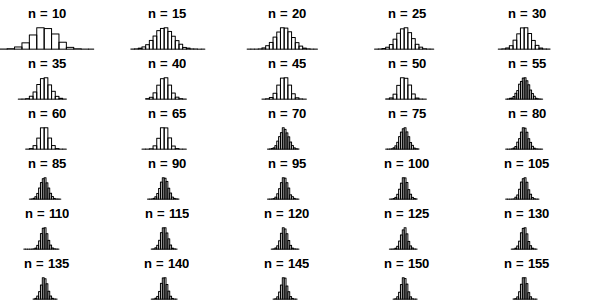 n = 10 n = 15 n = 20 n = 25 n = 30
n = 35 n = 40 n = 45 n = 50 n = 55
n = 60 n = 65 n = 70 n = 75 n = 80
n = 85 n = 90 n = 95 n = 100 n = 105
n = 110 n = 115 n = 120 n = 125 n = 130
n = 135 n = 140 n = 145 n = 150 n = 155